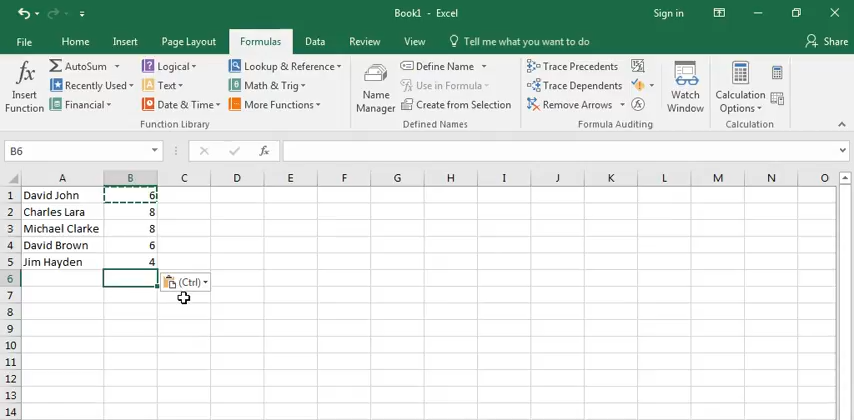 Book1 - Excel
Sign in
File Home Insert Page Layout Formulas Data Review View Tell me what you want to do Share
AutoSum Logical Lookup & Reference Define Name Trace Precedents
Recently Used Text Math & Trig Use in Formula Trace Dependents
Financial Date & Time More Functions Create from Selection Remove Arrows
Insert Function
Name Manager
Watch Window
Calculation Options
Function Library Defined Names Formula Auditing Calculation
B6 fx
A B C D E F G H I J K L M N O
1 David John 6
2 Charles Lara 8
3 Michael Clarke 8
4 David Brown 6
5 Jim Hayden 4
6 (Ctrl)
7
8
9
10
11
12
13
14